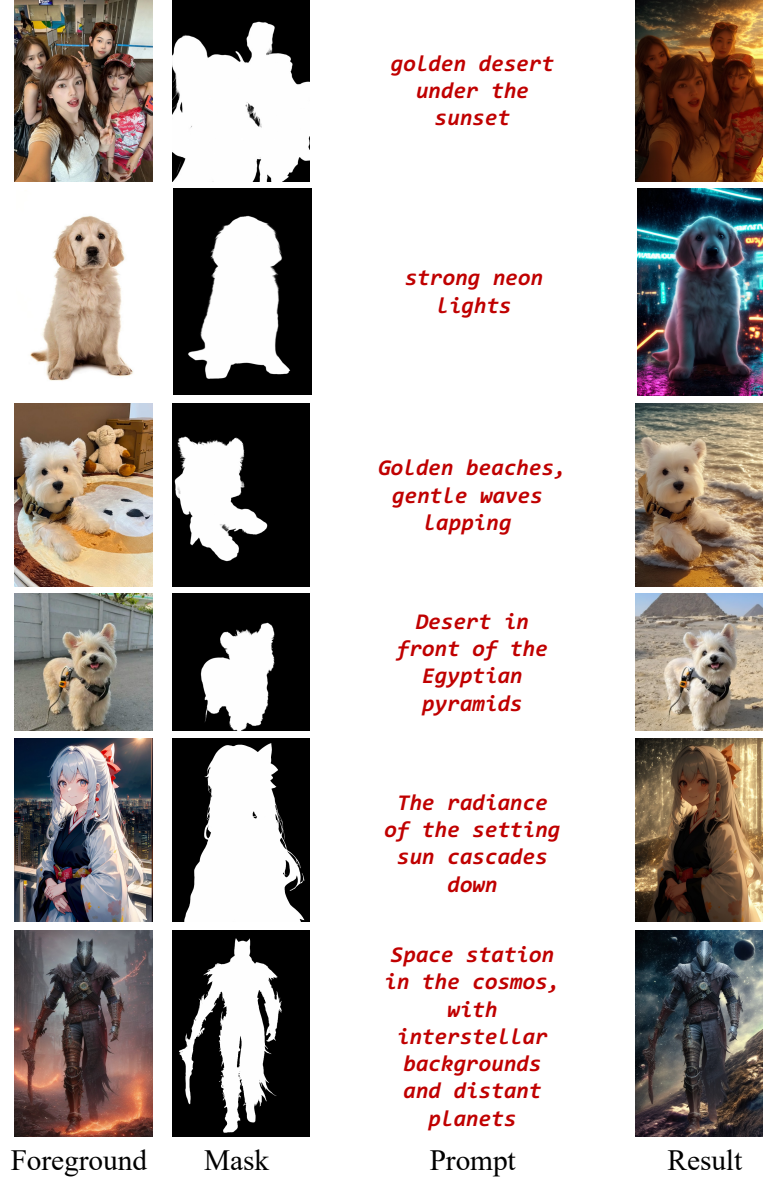 golden desert
under the
sunset
strong neon
lights
Golden beaches,
gentle waves
lapping
Desert in
front of the
Egyptian
pyramids
The radiance
of the setting
sun cascades
down
Space station
in the cosmos,
with
interstellar
backgrounds
and distant
planets
Foreground Mask Prompt Result